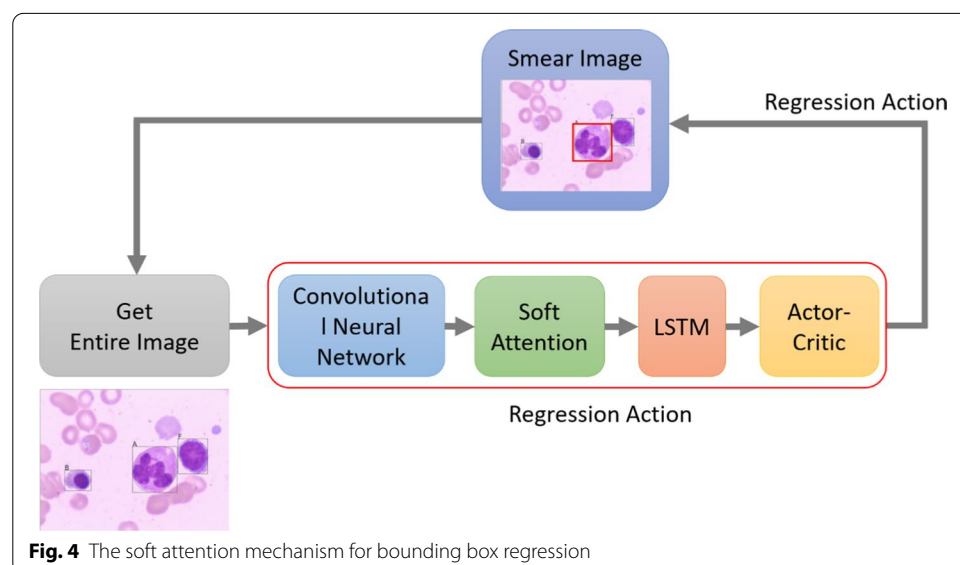 Smear Image
Regression Action
A
F
B
Get
Entire Image
Convolutiona
l Neural
Network
Soft
Attention
LSTM
Actor-
Critic
Regression Action
A
F
B
Fig. 4 The soft attention mechanism for bounding box regression